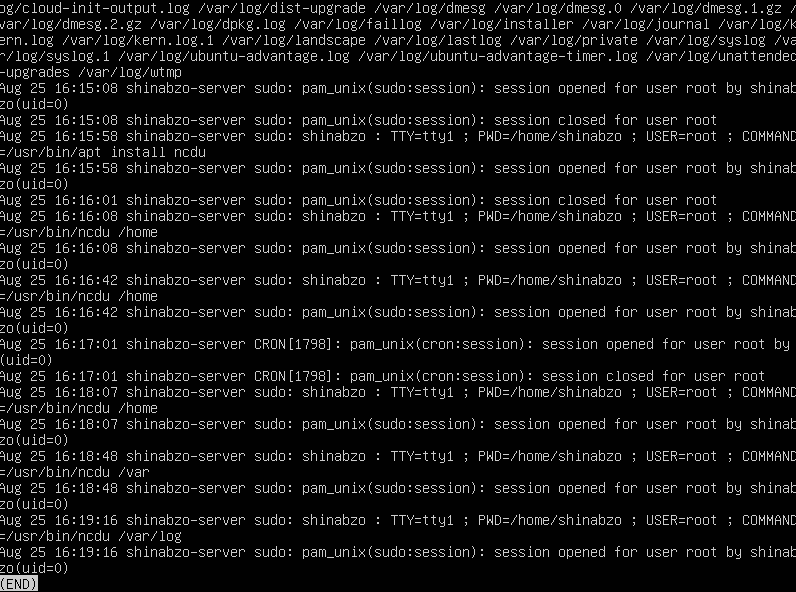 og/cloud-init-output.log /var/log/dist-upgrade /var/log/dmesg /var/log/dmesg.0 /var/log/dmesg.1.gz /
var/log/dmesg.2.gz /var/log/dpkg.log /var/log/faillog /var/log/installer /var/log/journal /var/log/k
ern.log /var/log/kern.log.1 /var/log/landscape /var/log/lastlog /var/log/private /var/log/syslog /va
r/log/syslog.1 /var/log/ubuntu-advantage.log /var/log/ubuntu-advantage-timer.log /var/log/unattended
-upgrades /var/log/wtmp
Aug 25 16:15:08 shinabzo-server sudo: pam_unix(sudo:session): session opened for user root by shinab
zo(uid=0)
Aug 25 16:15:08 shinabzo-server sudo: pam_unix(sudo:session): session closed for user root
Aug 25 16:15:58 shinabzo-server sudo: shinabzo : TTY=tty1 ; PWD=/home/shinabzo ; USER=root ; COMMAND
=/usr/bin/apt install ncdu
Aug 25 16:15:58 shinabzo-server sudo: pam_unix(sudo:session): session opened for user root by shinab
zo(uid=0)
Aug 25 16:16:01 shinabzo-server sudo: pam_unix(sudo:session): session closed for user root
Aug 25 16:16:08 shinabzo-server sudo: shinabzo : TTY=tty1 ; PWD=/home/shinabzo ; USER=root ; COMMAND
=/usr/bin/ncdu /home
Aug 25 16:16:08 shinabzo-server sudo: pam_unix(sudo:session): session opened for user root by shinab
zo(uid=0)
Aug 25 16:16:42 shinabzo-server sudo: shinabzo : TTY=tty1 ; PWD=/home/shinabzo ; USER=root ; COMMAND
=/usr/bin/ncdu /home
Aug 25 16:16:42 shinabzo-server sudo: pam_unix(sudo:session): session opened for user root by shinab
zo(uid=0)
Aug 25 16:17:01 shinabzo-server CRON[1798]: pam_unix(cron:session): session opened for user root by
(uid=0)
Aug 25 16:17:01 shinabzo-server CRON[1798]: pam_unix(cron:session): session closed for user root
Aug 25 16:18:07 shinabzo-server sudo: shinabzo : TTY=tty1 ; PWD=/home/shinabzo ; USER=root ; COMMAND
=/usr/bin/ncdu /home
Aug 25 16:18:07 shinabzo-server sudo: pam_unix(sudo:session): session opened for user root by shinab
zo(uid=0)
Aug 25 16:18:48 shinabzo-server sudo: shinabzo : TTY=tty1 ; PWD=/home/shinabzo ; USER=root ; COMMAND
=/usr/bin/ncdu /var
Aug 25 16:18:48 shinabzo-server sudo: pam_unix(sudo:session): session opened for user root by shinab
zo(uid=0)
Aug 25 16:19:16 shinabzo-server sudo: shinabzo : TTY=tty1 ; PWD=/home/shinabzo ; USER=root ; COMMAND
=/usr/bin/ncdu /var/log
Aug 25 16:19:16 shinabzo-server sudo: pam_unix(sudo:session): session opened for user root by shinab
zo(uid=0)
(END)